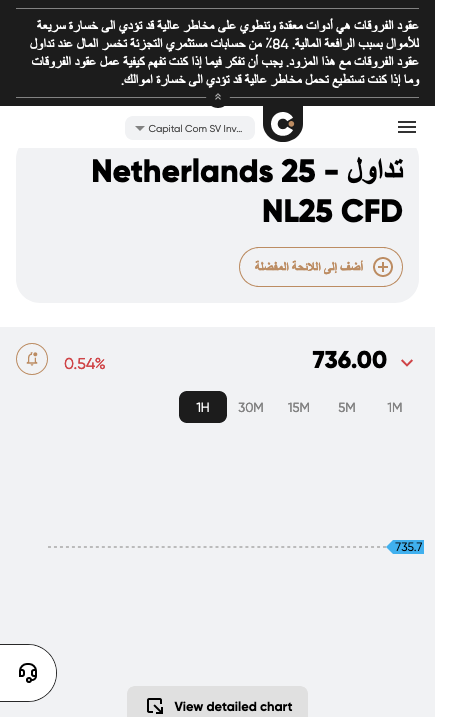 عقود الفروقات هي أدوات معقدة وتنطوي على مخاطر عالية قد تؤدي الى خسارة سريعة
للأموال بسبب الرافعة المالية. 84٪ من حسابات مستثمري التجزئة تخسر المال عند تداول
عقود الفروقات مع هذا المزود. يجب أن تفكر فيما إذا كنت تفهم كيفية عمل عقود الفروقات
وما إذا كنت تستطيع تحمل مخاطر عالية قد تؤدي الى خسارة اموالك.
Capital Com SV Inv...
تداول Netherlands 25 -
NL25 CFD
أضف إلى اللائحة المفضلة
736.00
0.54%
1H 30M 15M 5M 1M
735.7
View detailed chart